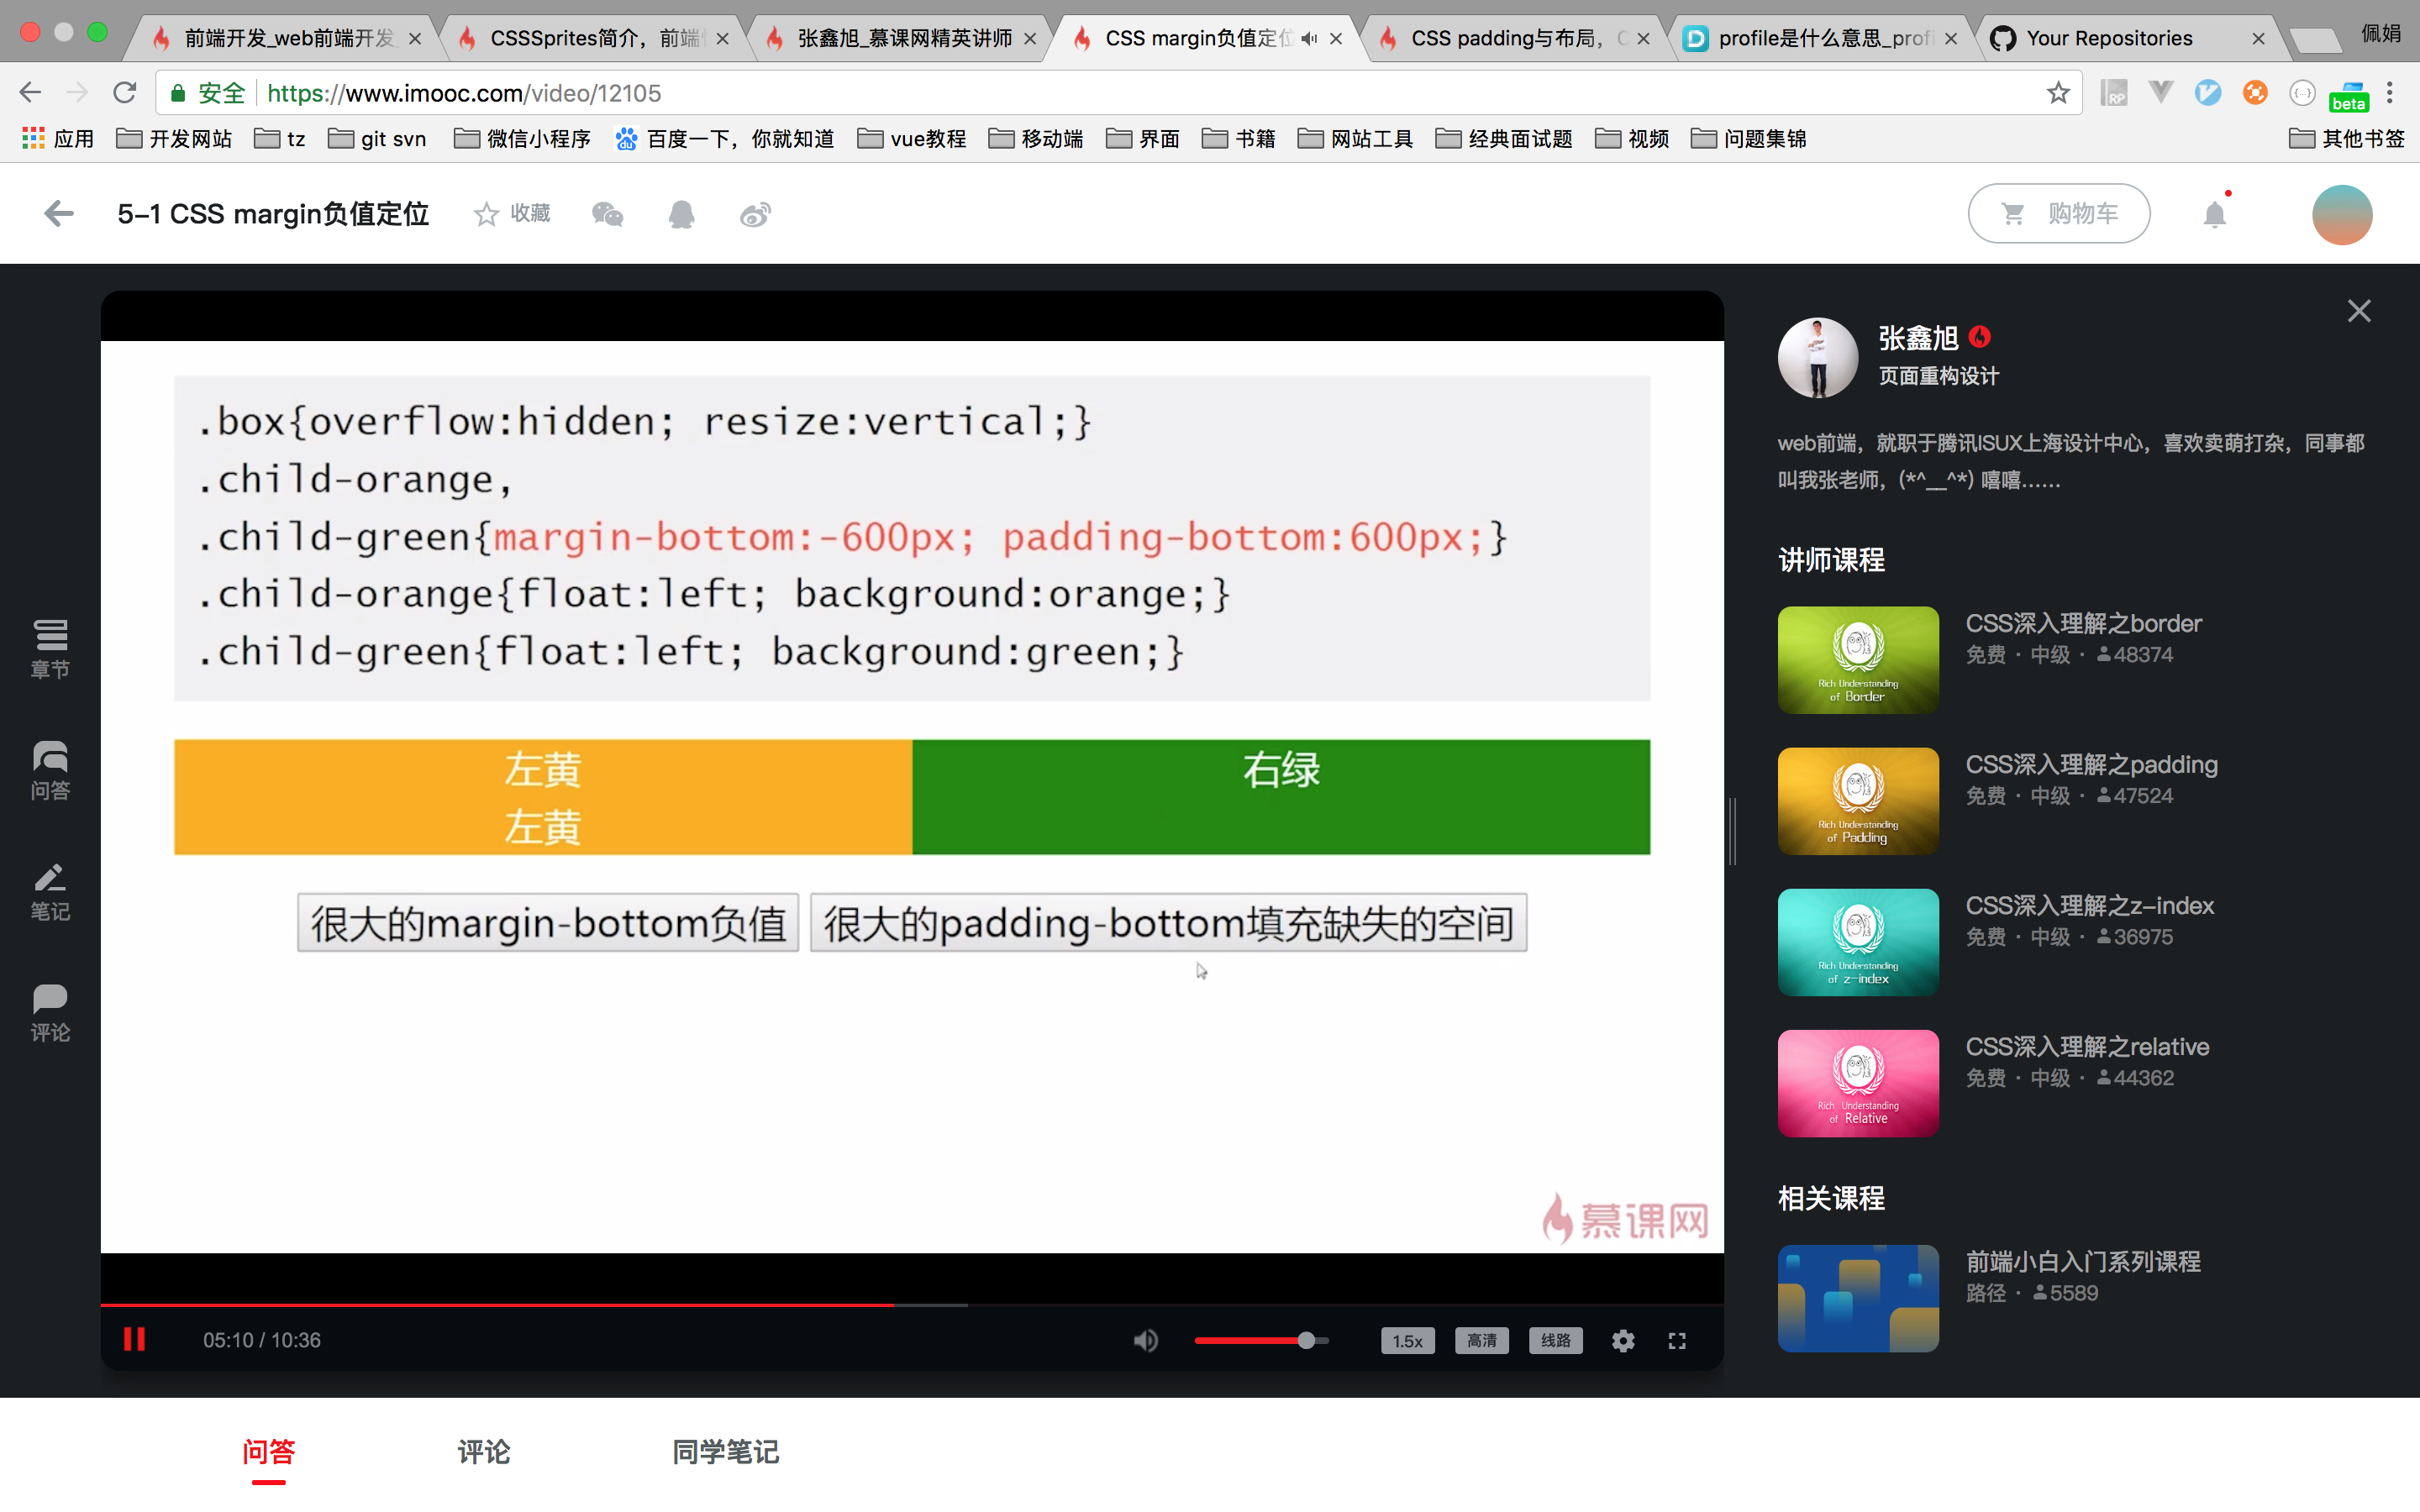 前端开发_web前端开发
CSSSprites简介，前端
张鑫旭_慕课网精英讲师
CSS margin负值定位
CSS padding与布局，C
profile是什么意思_profi
Your Repositories
佩娟
安全
https://www.imooc.com/video/12105
RP
{...}
beta
应用
开发网站
tz
git svn
微信小程序
du
百度一下，你就知道
vue教程
移动端
界面
书籍
网站工具
经典面试题
视频
问题集锦
其他书签
5-1 CSS margin负值定位
收藏
购物车
.box{overflow:hidden; resize:vertical;}
.child-orange,
.child-green{margin-bottom:-600px; padding-bottom:600px;}
.child-orange{float:left; background:orange;}
.child-green{float:left; background:green;}
左黄
左黄
右绿
很大的margin-bottom负值
很大的padding-bottom填充缺失的空间
慕课网
章节
问答
笔记
评论
05:10 / 10:36
1.5x
高清
线路
张鑫旭
页面重构设计
web前端，就职于腾讯ISUX上海设计中心，喜欢卖萌打杂，同事都
叫我张老师，(*^__^*) 嘻嘻……
讲师课程
Rich Understanding
of Border
CSS深入理解之border
免费 · 中级 · 48374
Rich Understanding
of Padding
CSS深入理解之padding
免费 · 中级 · 47524
Rich Understanding
of z-index
CSS深入理解之z-index
免费 · 中级 · 36975
Rich Understanding
of Relative
CSS深入理解之relative
免费 · 中级 · 44362
相关课程
前端小白入门系列课程
路径 · 5589
问答
评论
同学笔记